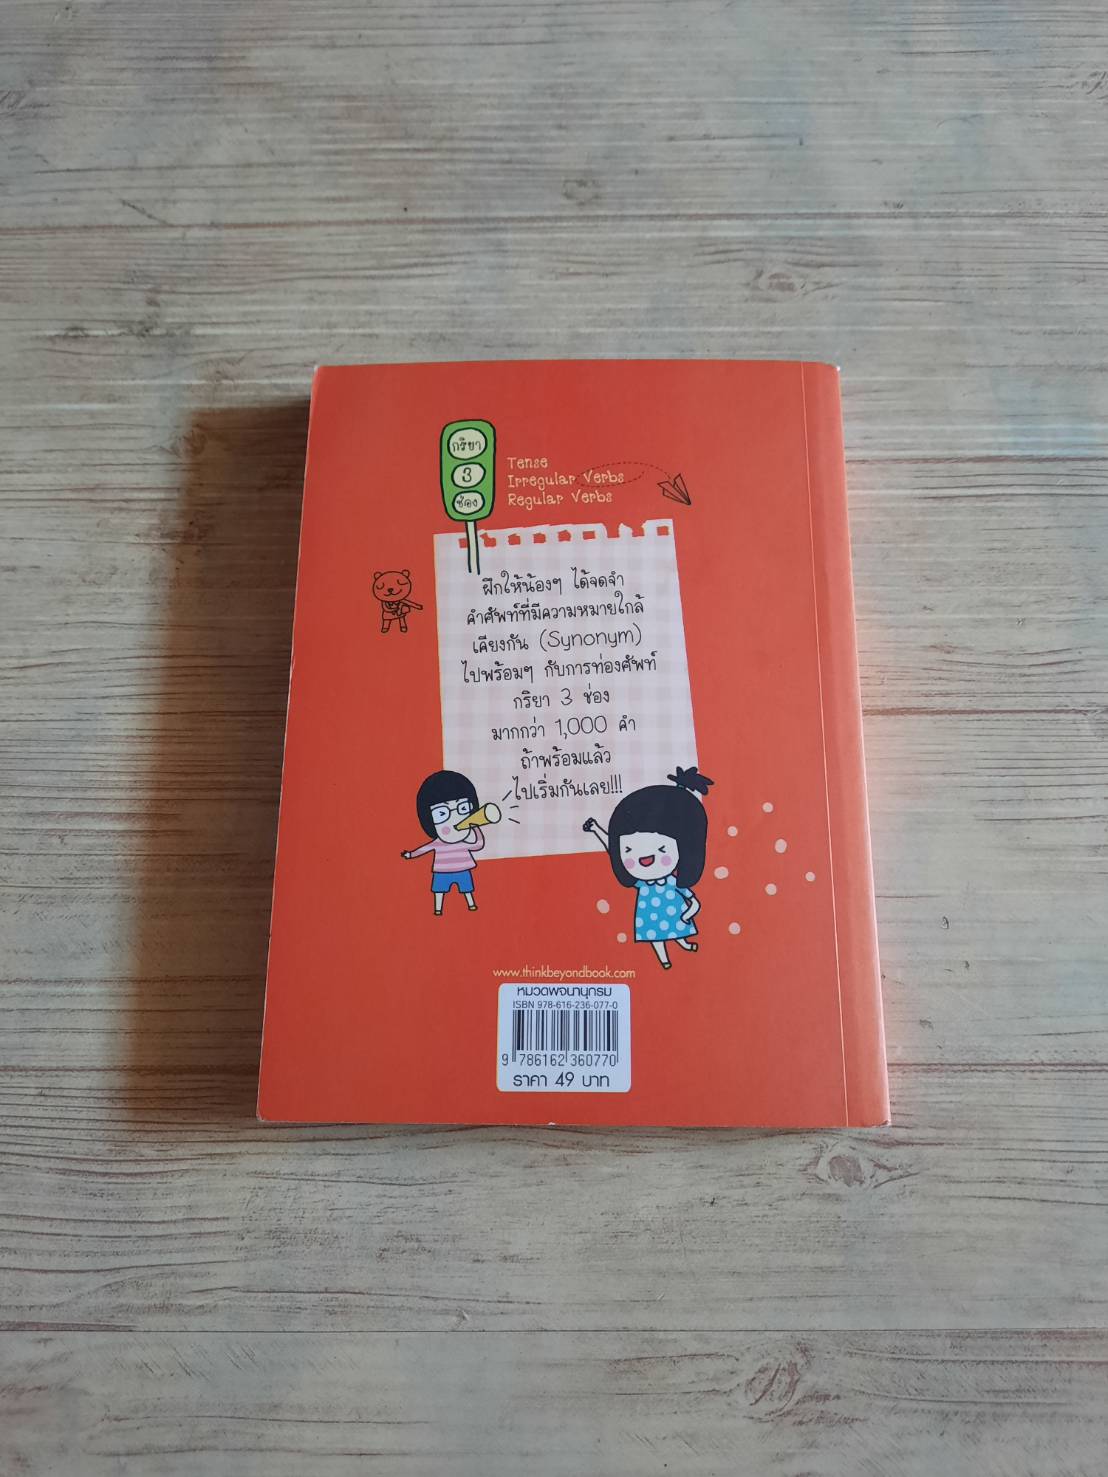 กริยา
3
ช่อง
Tense
Irregular Verbs
Regular Verbs
ฝึกให้น้องๆ ได้จดจำ
คำศัพท์ที่มีความหมายใกล้
เคียงกัน (Synonym)
ไปพร้อมๆ กับการท่องศัพท์
กริยา 3 ช่อง
มากกว่า 1,000 คำ
ถ้าพร้อมแล้ว
ไปเริ่มกันเลย!!!
www.thinkbeyondbook.com
หมวดพจนานุกรม
ISBN 978-616-236-077-0
9 786162 360770
ราคา 49 บาท